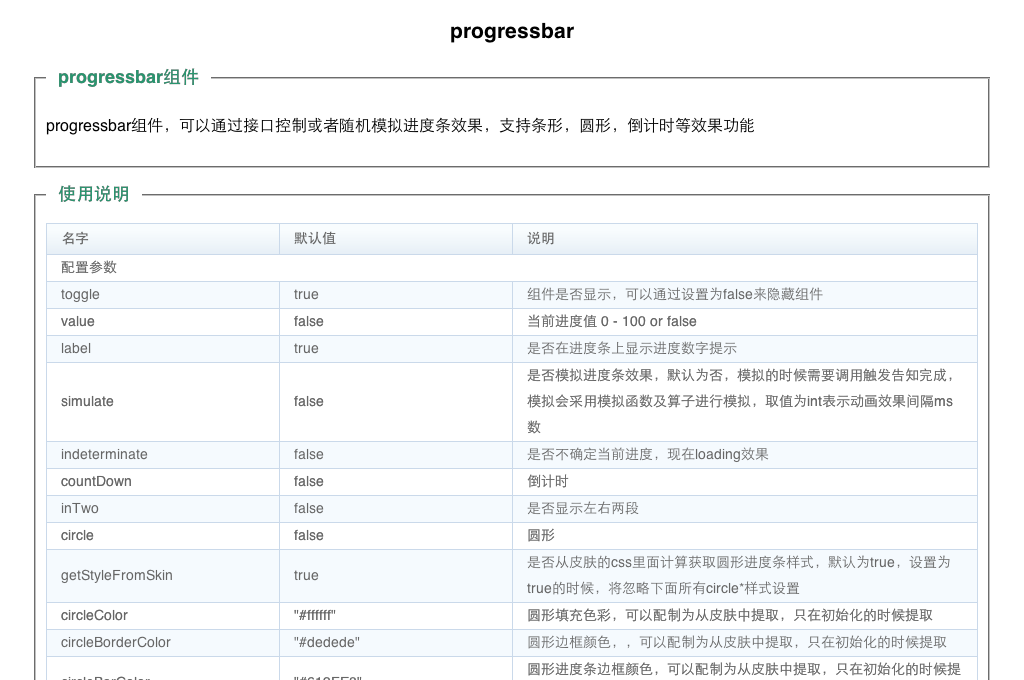 progressbar
progressbar组件
progressbar组件，可以通过接口控制或者随机模拟进度条效果，支持条形，圆形，倒计时等效果功能
使用说明
名字 默认值 说明
配置参数
toggle true 组件是否显示，可以通过设置为false来隐藏组件
value false 当前进度值 0 - 100 or false
label true 是否在进度条上显示进度数字提示
simulate false 是否模拟进度条效果，默认为否，模拟的时候需要调用触发告知完成，
模拟会采用模拟函数及算子进行模拟，取值为int表示动画效果间隔ms
数
indeterminate false 是否不确定当前进度，现在loading效果
countDown false 倒计时
inTwo false 是否显示左右两段
circle false 圆形
getStyleFromSkin true 是否从皮肤的css里面计算获取圆形进度条样式，默认为true，设置为
true的时候，将忽略下面所有circle*样式设置
circleColor "#ffffff" 圆形填充色彩，可以配制为从皮肤中提取，只在初始化的时候提取
circleBorderColor "#dedede" 圆形边框颜色，，可以配制为从皮肤中提取，只在初始化的时候提取
圆形进度条边框颜色，可以配制为从皮肤中提取，只在初始化的时候提
circleBarColor